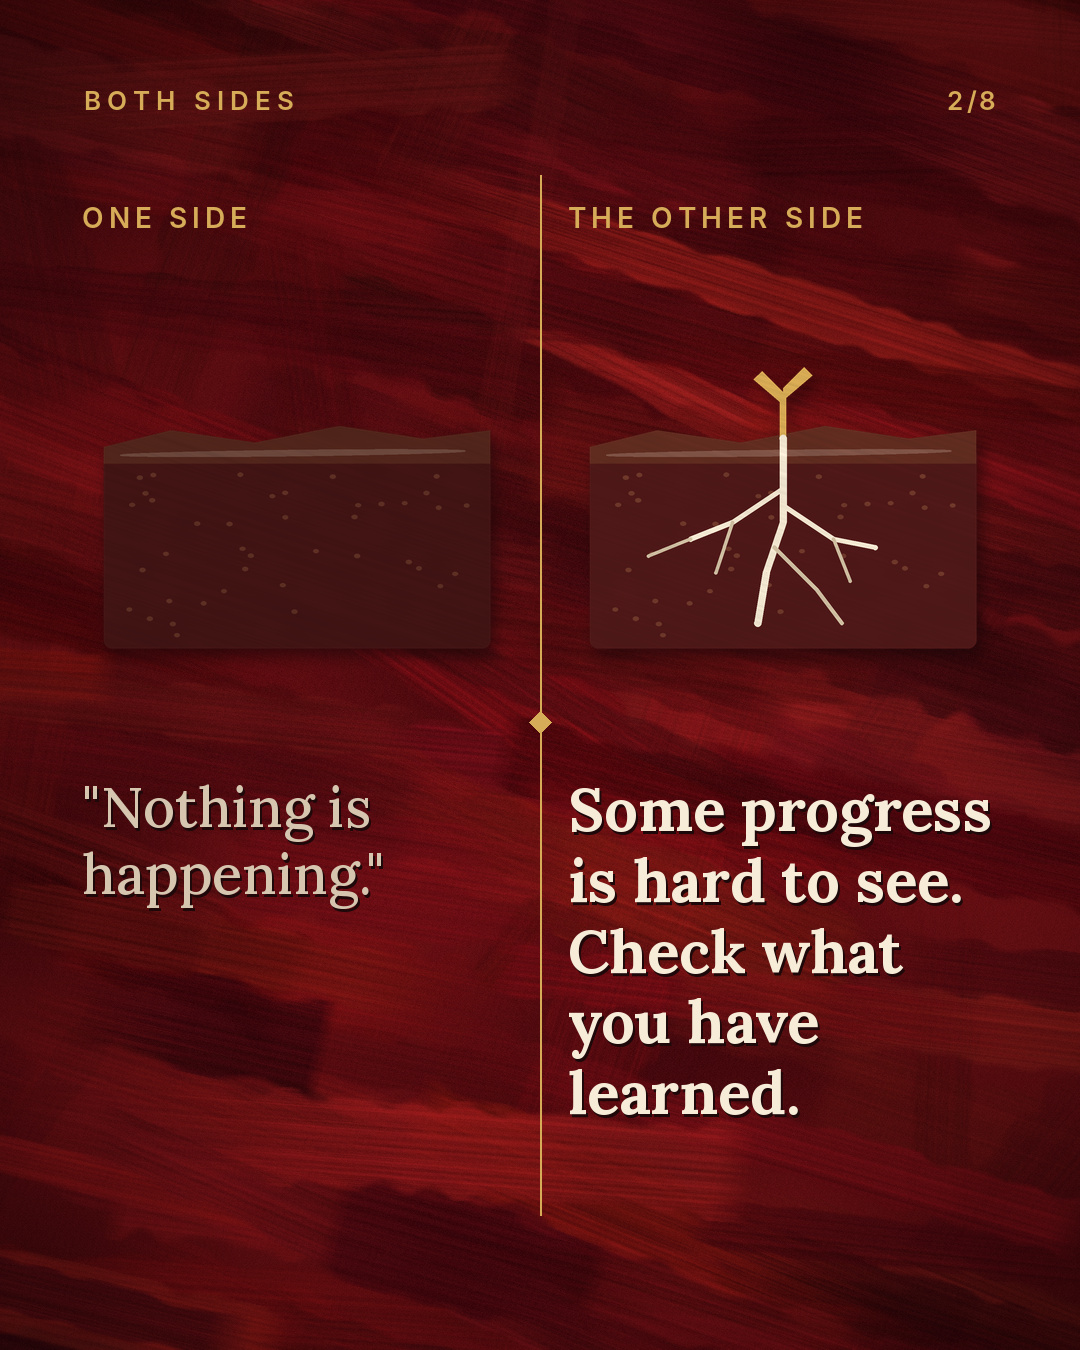 BOTH SIDES
2/8
ONE SIDE
"Nothing is
happening."
THE OTHER SIDE
Some progress
is hard to see.
Check what
you have
learned.